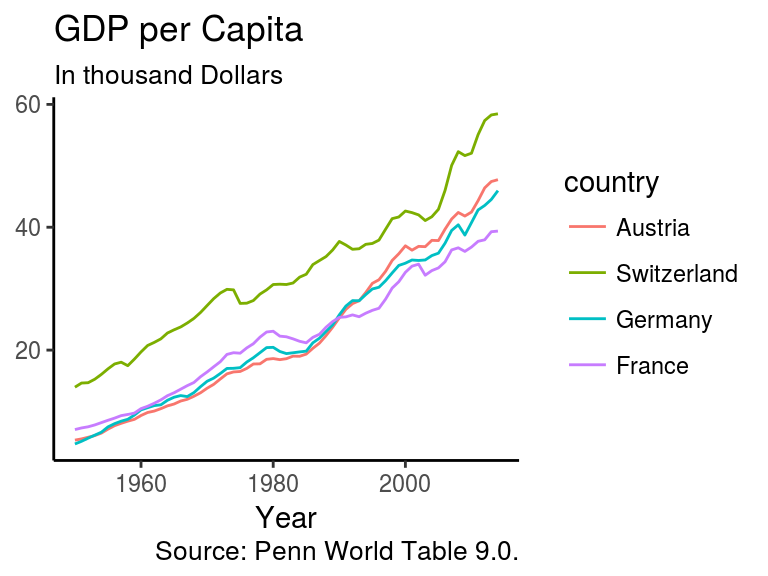 GDP per Capita
In thousand Dollars
60
40
20
1960 1980 2000
Year
Source: Penn World Table 9.0.
country
Austria
Switzerland
Germany
France